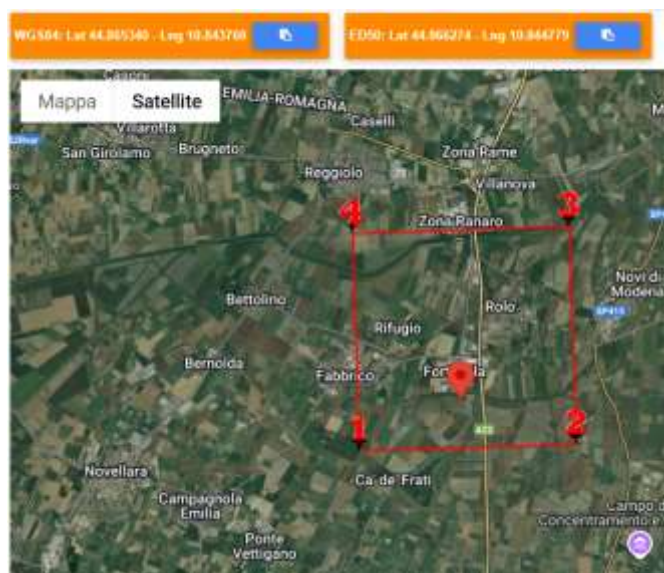 WGS84: Lat 44.865340 - Lng 10.843760
ED50: Lat 44.866274 - Lng 10.844779
Mappa
Satellite
EMILIA-ROMAGNA
Villarotta
Caselli
San Girolamo
Brugneto
Zona Rame
Reggiolo
Villanova
4
3
Zona Ranaro
Novi di
Modena
Bettolino
Rolo
SP413
Rifugio
Bernolda
Fabbrico
1
2
A22
Novellara
Ca' de' Frati
Campagnola
Emilia
Campo d
Concentramento e
Ponte
Vettigano